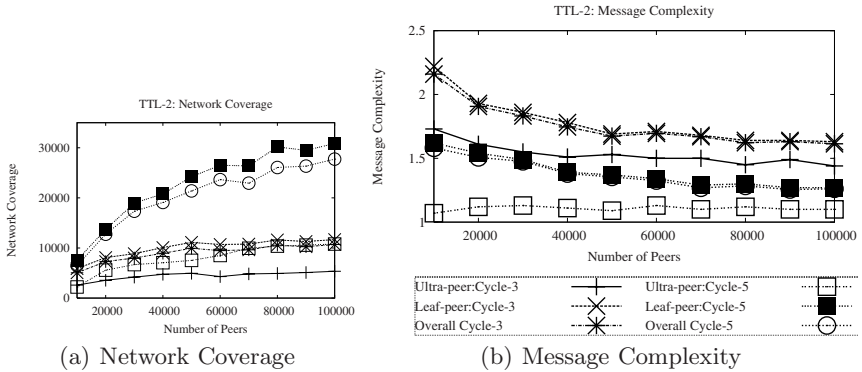 TTL-2: Network Coverage
Network Coverage
30000
20000
10000
0
20000 40000 60000 80000 100000
Number of Peers
(a) Network Coverage
TTL-2: Message Complexity
Message Complexity
2.5
2
1.5
1
20000 40000 60000 80000 100000
Number of Peers
Ultra-peer:Cycle-3 Ultra-peer:Cycle-5
Leaf-peer:Cycle-3 Leaf-peer:Cycle-5
Overall Cycle-3 Overall Cycle-5
(b) Message Complexity